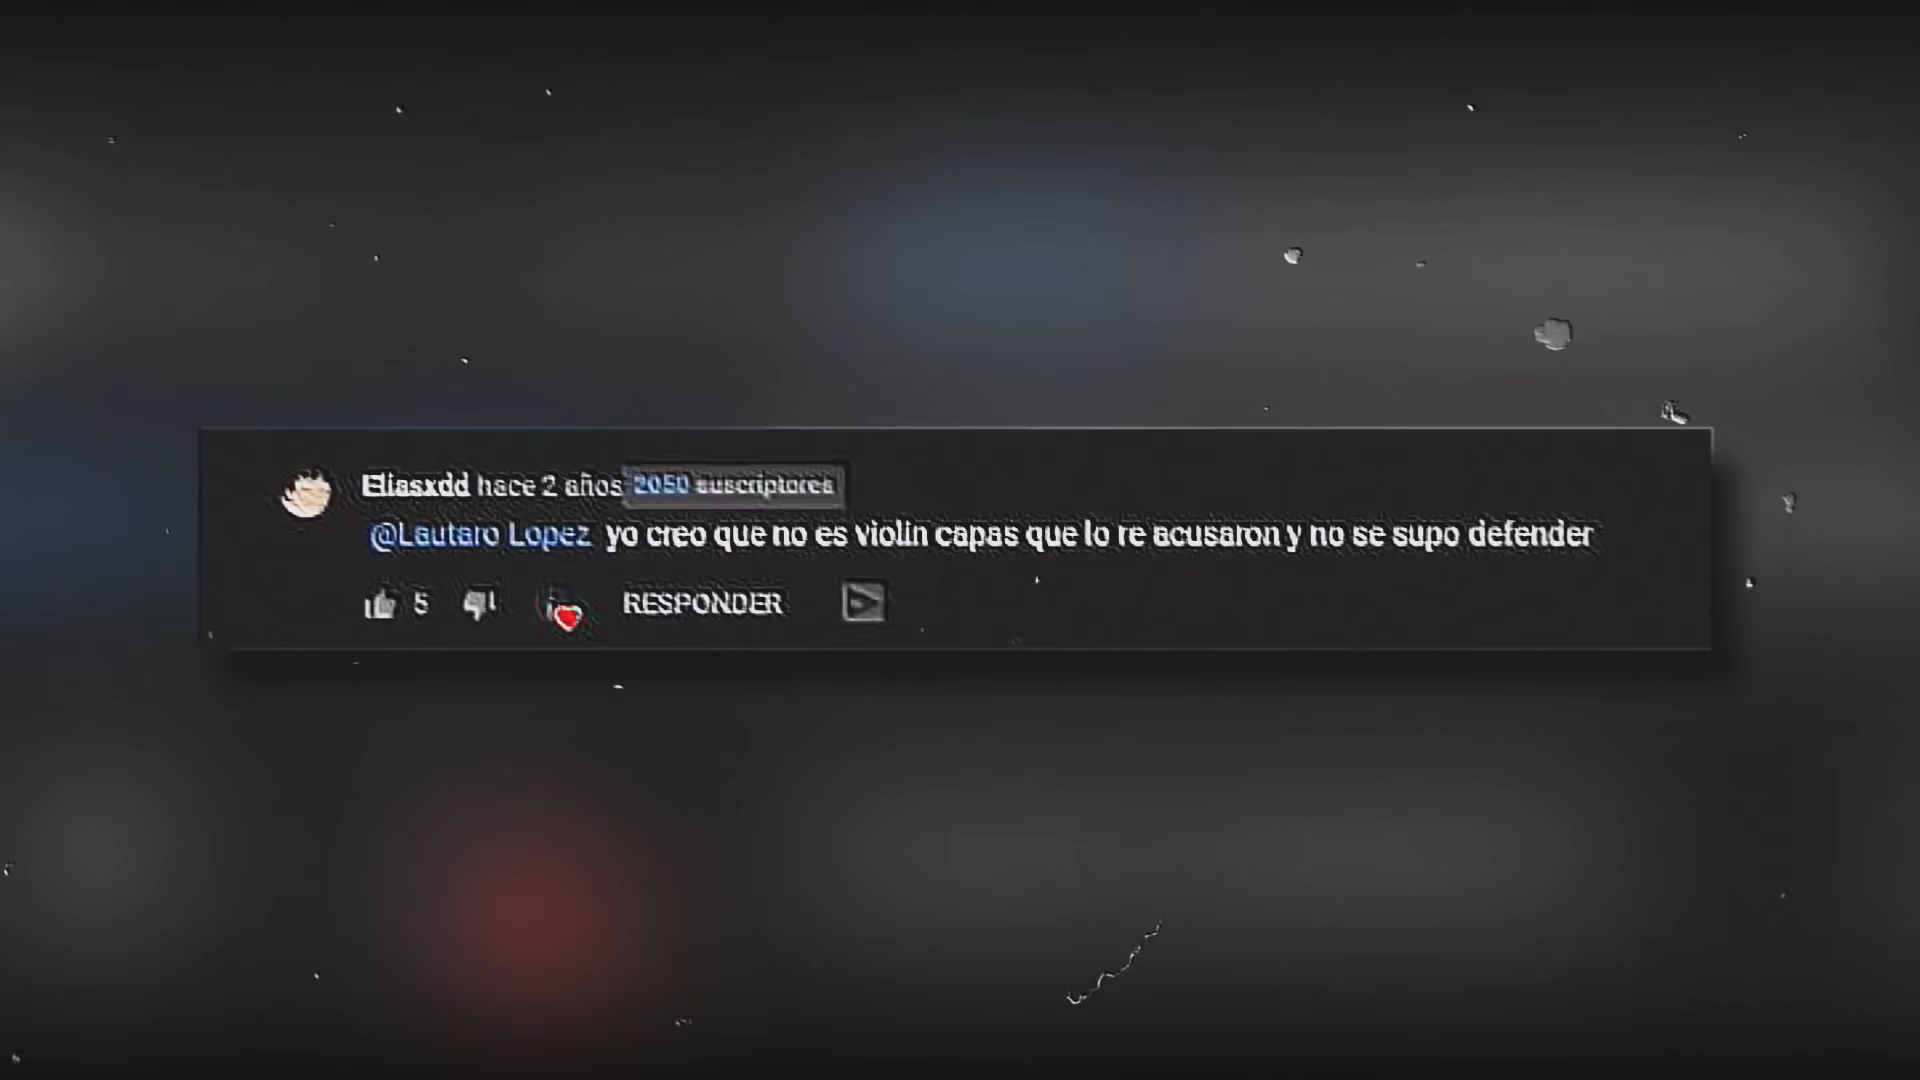 Eliasxdd hace 2 años 2050 suscriptores
@Lautaro Lopez yo creo que no es violin capas que lo re acusaron y no se supo defender
5 RESPONDER